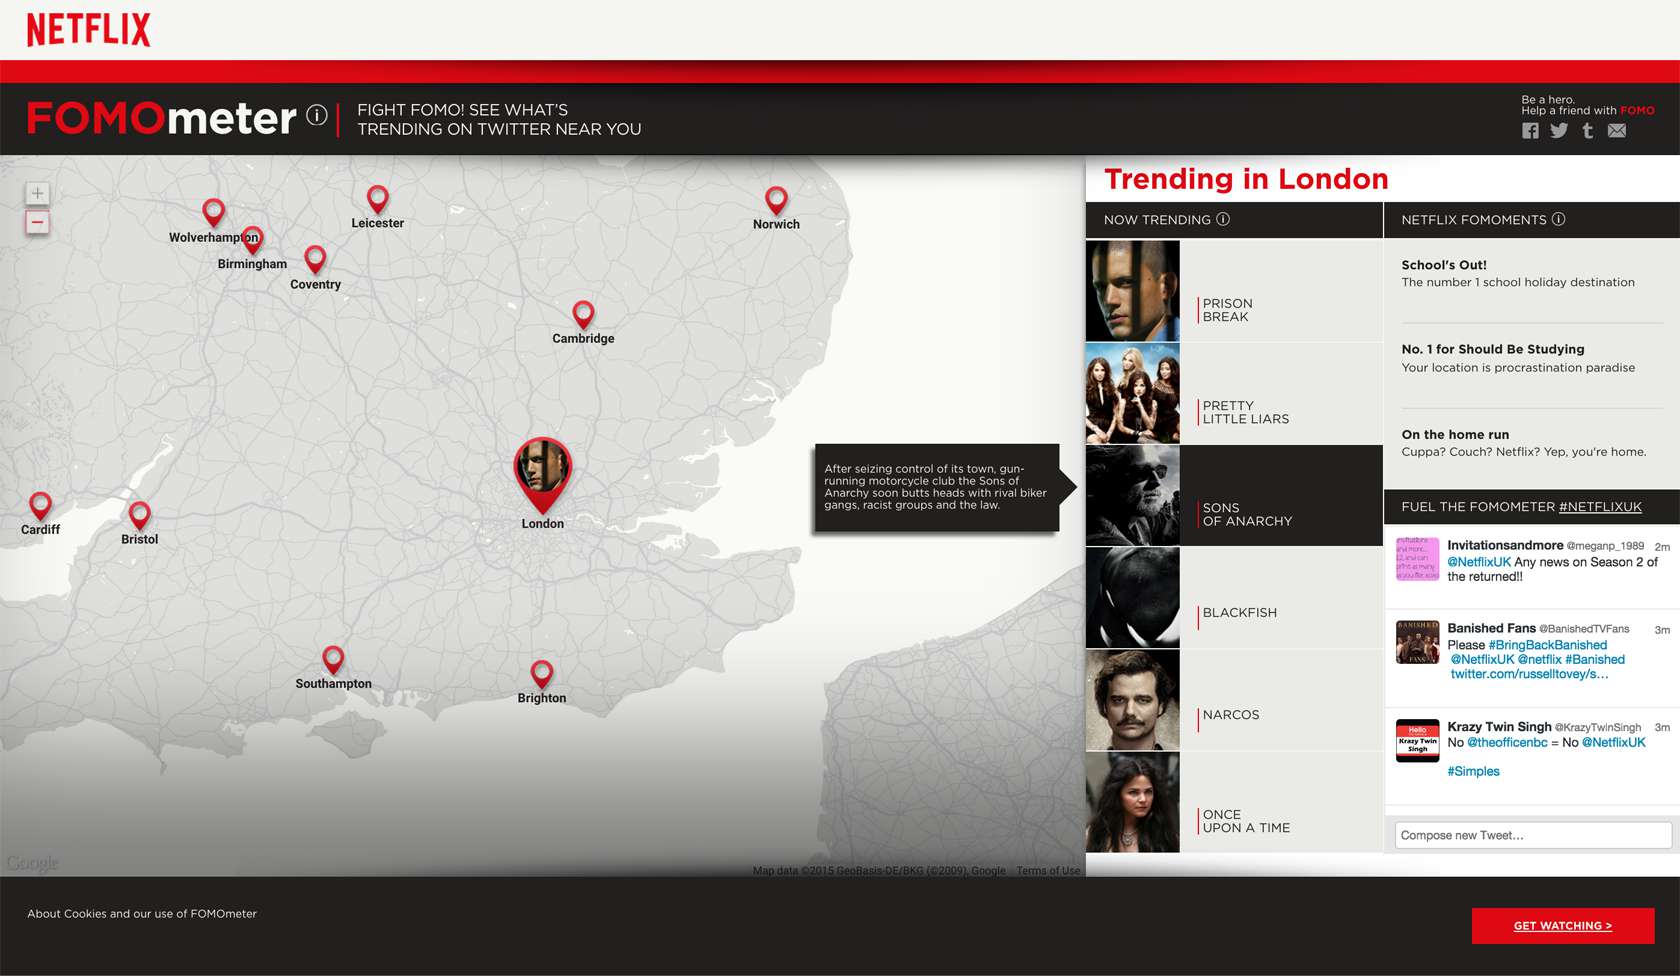 NETFLIX
FOMOmeter
FIGHT FOMO! SEE WHAT'S
TRENDING ON TWITTER NEAR YOU
Be a hero.
Help a friend with FOMO
Wolverhampton
Birmingham
Leicester
Coventry
Norwich
Cambridge
London
Cardiff
Bristol
Southampton
Brighton
After seizing control of its town, gun-
running motorcycle club the Sons of
Anarchy soon butts heads with rival biker
gangs, racist groups and the law.
Google
Map data ©2015 GeoBasis-DE/BKG (©2009), Google
Terms of Use
Trending in London
NOW TRENDING
PRISON
BREAK
PRETTY
LITTLE LIARS
SONS
OF ANARCHY
BLACKFISH
NARCOS
ONCE
UPON A TIME
NETFLIX FOMOMENTS
School's Out!
The number 1 school holiday destination
No. 1 for Should Be Studying
Your location is procrastination paradise
On the home run
Cuppa? Couch? Netflix? Yep, you're home.
FUEL THE FOMOMETER #NETFLIXUK
Invitationsandmore @meganp_1989 2m
@NetflixUK Any news on Season 2 of
the returned!!
BANISHED
FANS
Banished Fans @BanishedTVFans 3m
Please #BringBackBanished
@NetflixUK @netflix #Banished
twitter.com/russelltovey/s…
Hello
Krazy Twin
Singh
Krazy Twin Singh @KrazyTwinSingh 3m
No @theofficenbc = No @NetflixUK
#Simples
Compose new Tweet…
About Cookies and our use of FOMOmeter
GET WATCHING >